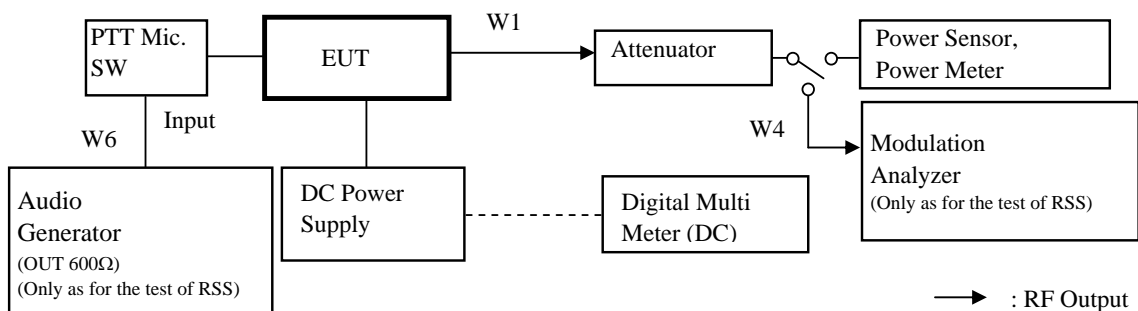 W1
PTT Mic.
SW
EUT
Attenuator
Power Sensor,
Power Meter
Input
W6
W4
Modulation
Analyzer
(Only as for the test of RSS)
Audio
Generator
(OUT 600Ω)
(Only as for the test of RSS)
DC Power
Supply
Digital Multi
Meter (DC)
: RF Output